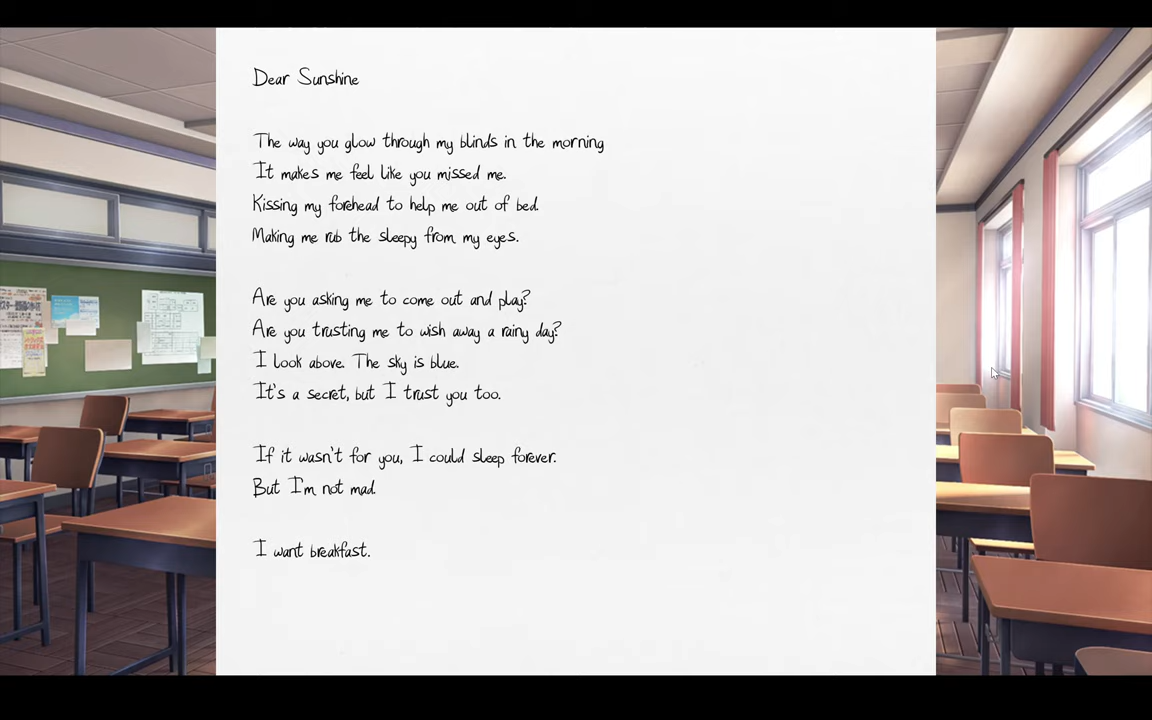 Dear Sunshine
The way you glow through my blinds in the morning
It makes me feel like you missed me.
Kissing my forehead to help me out of bed.
Making me rub the sleepy from my eyes.
Are you asking me to come out and play?
Are you trusting me to wish away a rainy day?
I look above. The sky is blue.
It's a secret, but I trust you too.
If it wasn't for you, I could sleep forever.
But I'm not mad.
I want breakfast.